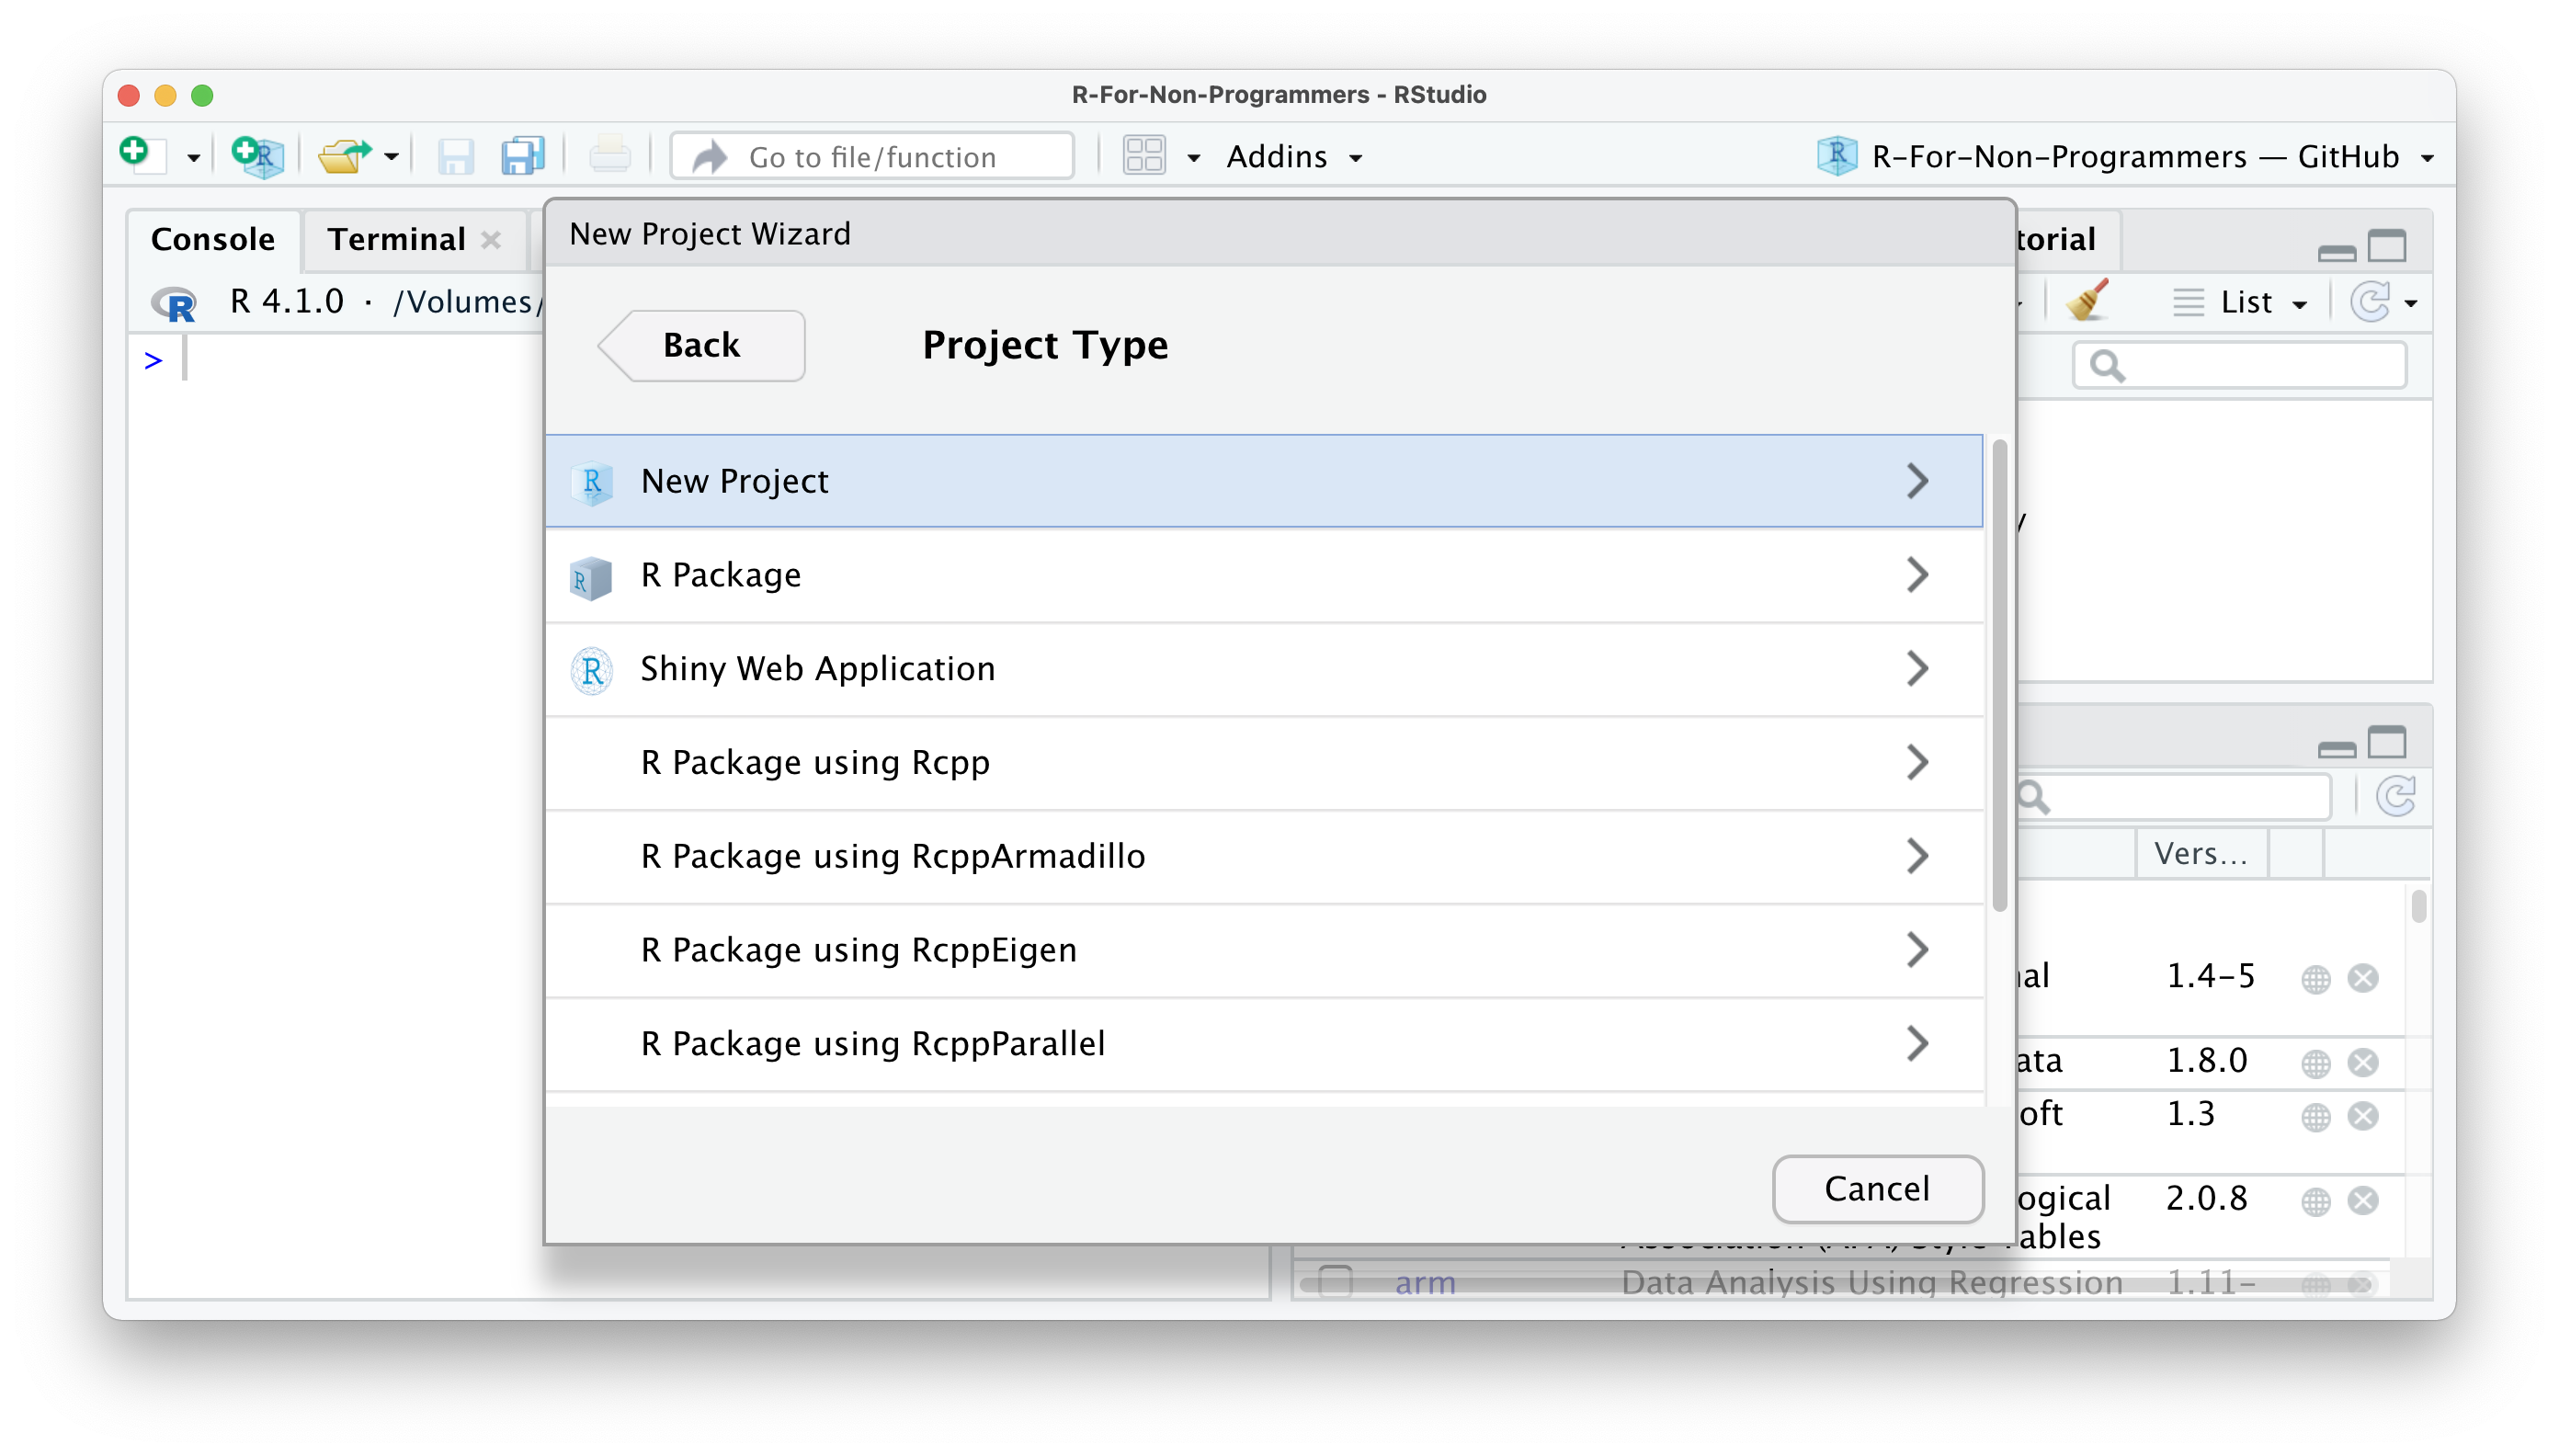 R-For-Non-Programmers - RStudio
Go to file/function
Addins
R-For-Non-Programmers — GitHub
Console
Terminal
R 4.1.0 · /Volumes/
>
New Project Wizard
Back
Project Type
New Project
R Package
Shiny Web Application
R Package using Rcpp
R Package using RcppArmadillo
R Package using RcppEigen
R Package using RcppParallel
Cancel
torial
List
Vers...
1.4-5
ata 1.8.0
oft 1.3
ogical 2.0.8
ables
arm Data Analysis Using Regression 1.11-